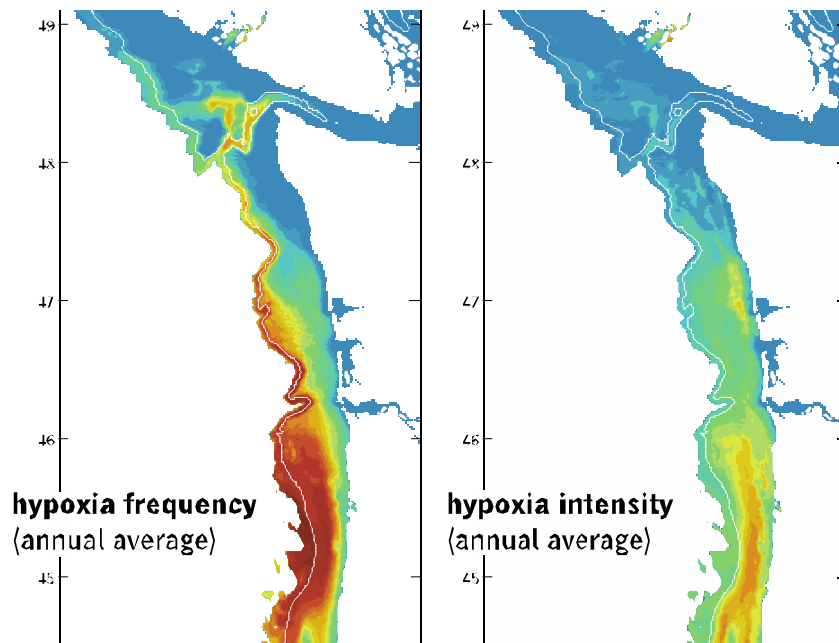 49
49
48
48
47
47
46
46
hypoxia frequency
⟨annual average⟩
hypoxia intensity
⟨annual average⟩
45
45